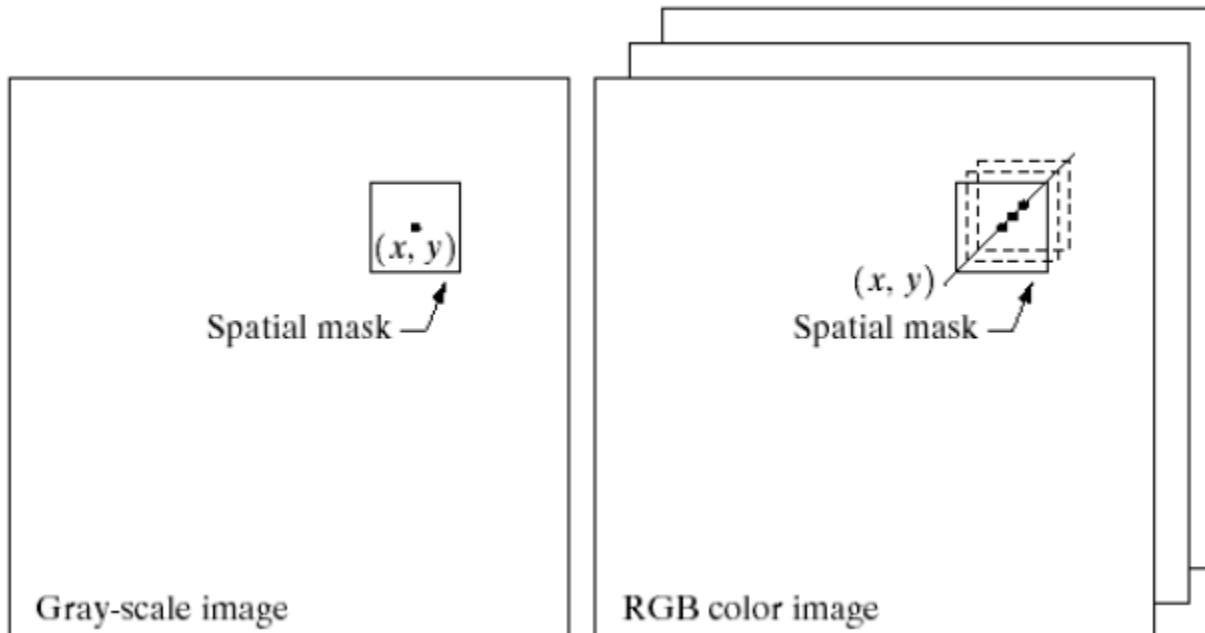 (x, y)
Spatial mask
Gray-scale image
(x, y)
Spatial mask
RGB color image